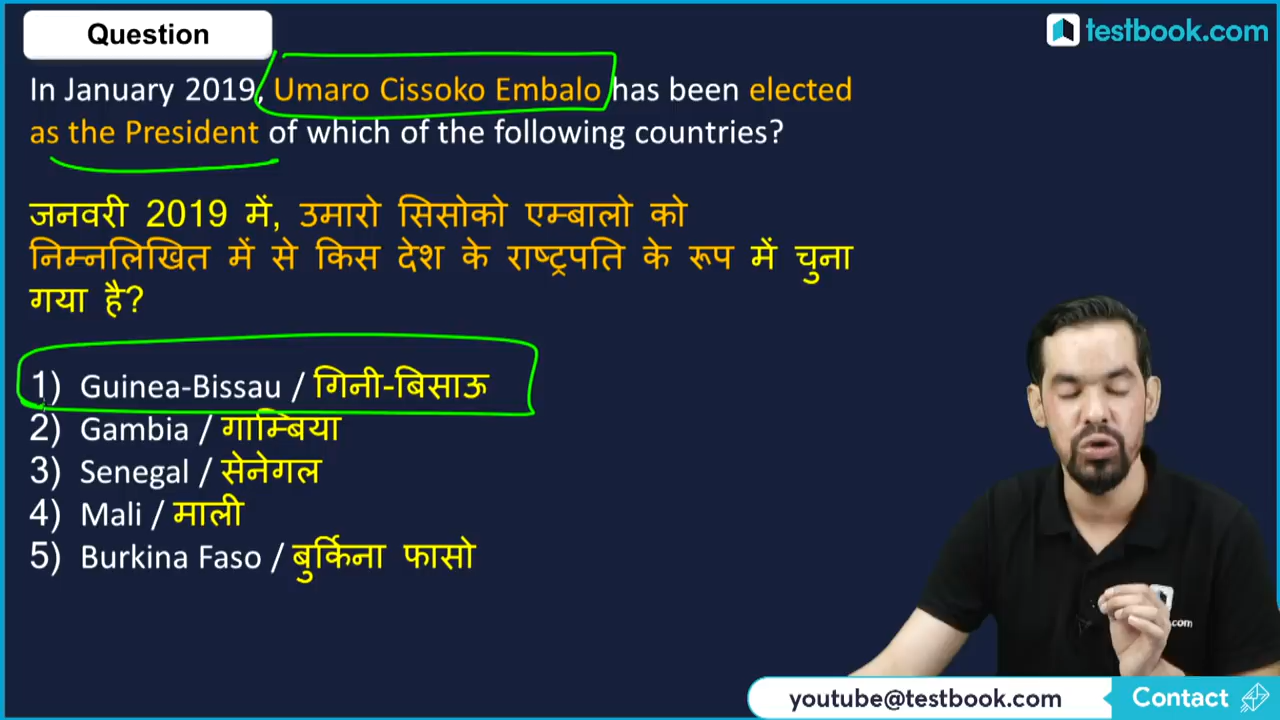 Question
testbook.com
In January 2019, Umaro Cissoko Embalo has been elected
as the President of which of the following countries?
जनवरी 2019 में, उमारो सिसोको एम्बालो को
निम्नलिखित में से किस देश के राष्ट्रपति के रूप में चुना
गया है?
1) Guinea-Bissau / गिनी-बिसाऊ
2) Gambia / गाम्बिया
3) Senegal / सेनेगल
4) Mali / माली
5) Burkina Faso / बुर्किना फासो
.com
youtube@testbook.com
Contact